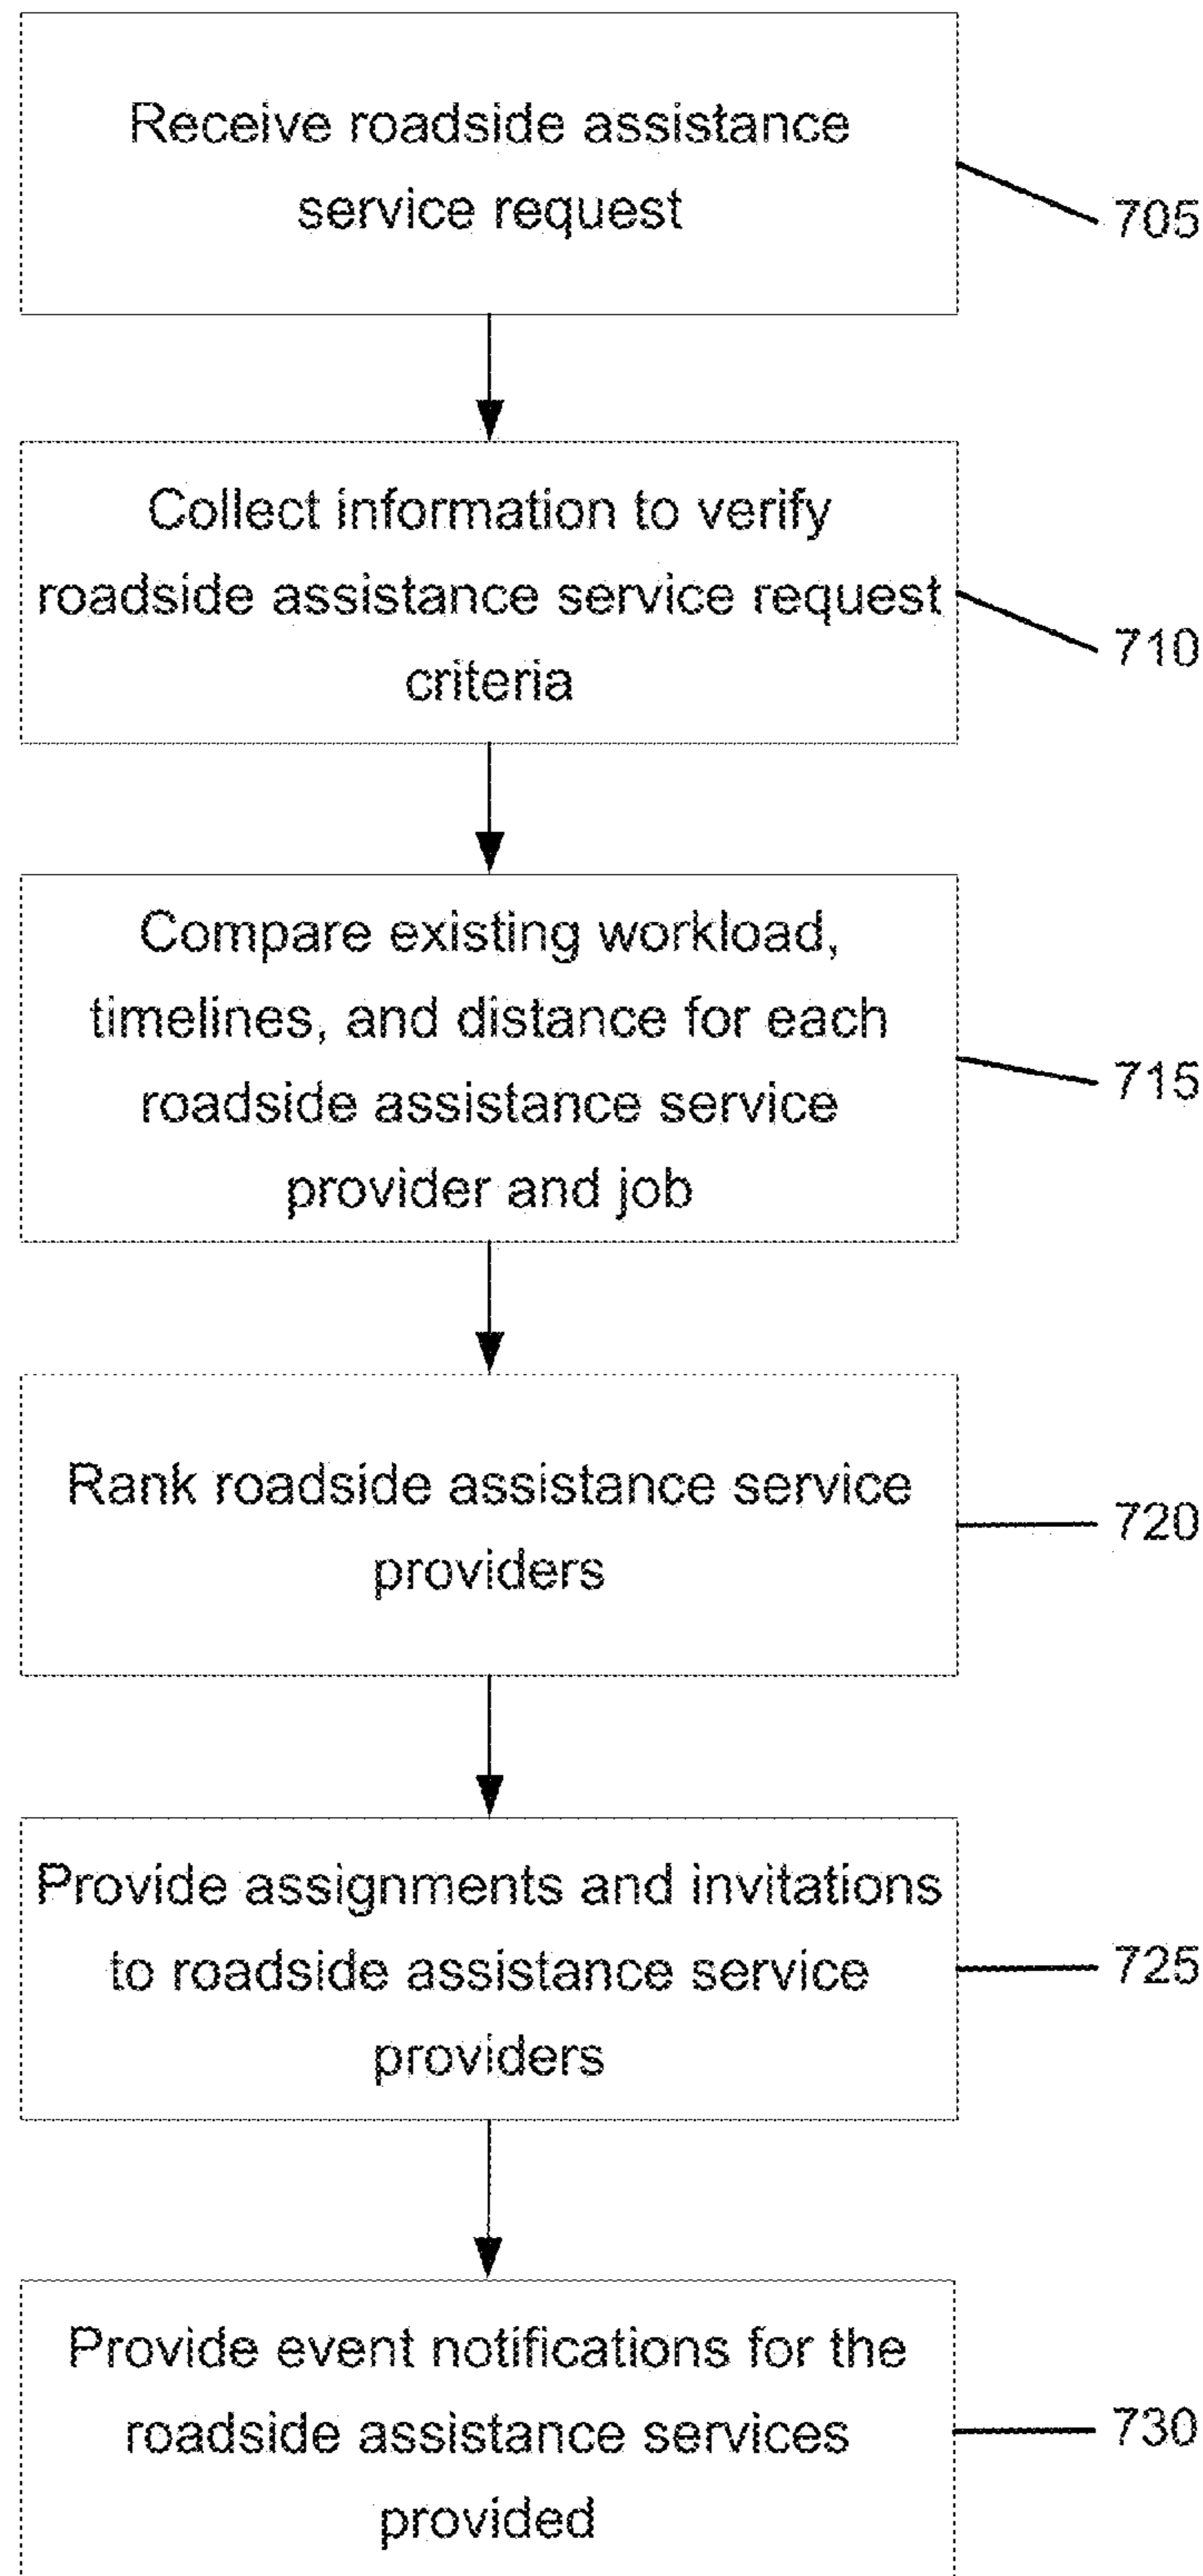 Receive roadside assistance
service request
705
Collect information to verify
roadside assistance service request
criteria
710
Compare existing workload,
timelines, and distance for each
roadside assistance service
provider and job
715
Rank roadside assistance service
providers
720
Provide assignments and invitations
to roadside assistance service
providers
725
Provide event notifications for the
roadside assistance services
provided
730